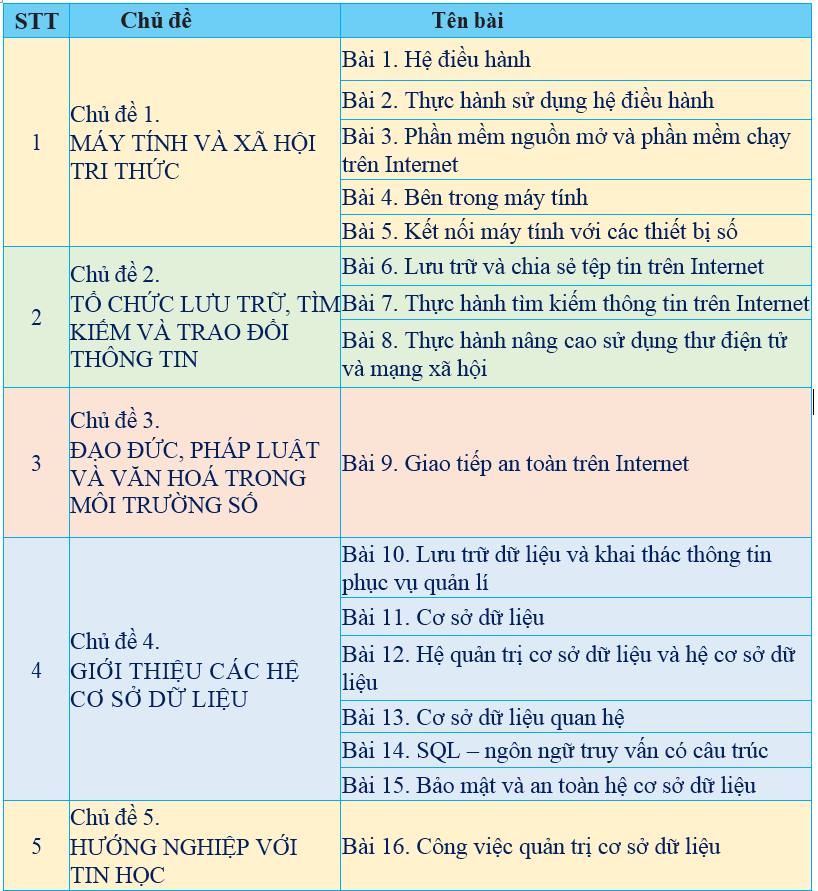 STT Chủ đề Tên bài
1
Chủ đề 1.
MÁY TÍNH VÀ XÃ HỘI
TRI THỨC
Bài 1. Hệ điều hành
Bài 2. Thực hành sử dụng hệ điều hành
Bài 3. Phần mềm nguồn mở và phần mềm chạy
trên Internet
Bài 4. Bên trong máy tính
Bài 5. Kết nối máy tính với các thiết bị số
2
Chủ đề 2.
TỔ CHỨC LƯU TRỮ, TÌM
KIẾM VÀ TRAO ĐỔI
THÔNG TIN
Bài 6. Lưu trữ và chia sẻ tệp tin trên Internet
Bài 7. Thực hành tìm kiếm thông tin trên Internet
Bài 8. Thực hành nâng cao sử dụng thư điện tử
và mạng xã hội
3
Chủ đề 3.
ĐẠO ĐỨC, PHÁP LUẬT
VÀ VĂN HOÁ TRONG
MÔI TRƯỜNG SỐ
Bài 9. Giao tiếp an toàn trên Internet
4
Chủ đề 4.
GIỚI THIỆU CÁC HỆ
CƠ SỞ DỮ LIỆU
Bài 10. Lưu trữ dữ liệu và khai thác thông tin
phục vụ quản lí
Bài 11. Cơ sở dữ liệu
Bài 12. Hệ quản trị cơ sở dữ liệu và hệ cơ sở dữ
liệu
Bài 13. Cơ sở dữ liệu quan hệ
Bài 14. SQL – ngôn ngữ truy vấn có câu trúc
Bài 15. Bảo mật và an toàn hệ cơ sở dữ liệu
5
Chủ đề 5.
HƯỚNG NGHIỆP VỚI
TIN HỌC
Bài 16. Công việc quản trị cơ sở dữ liệu